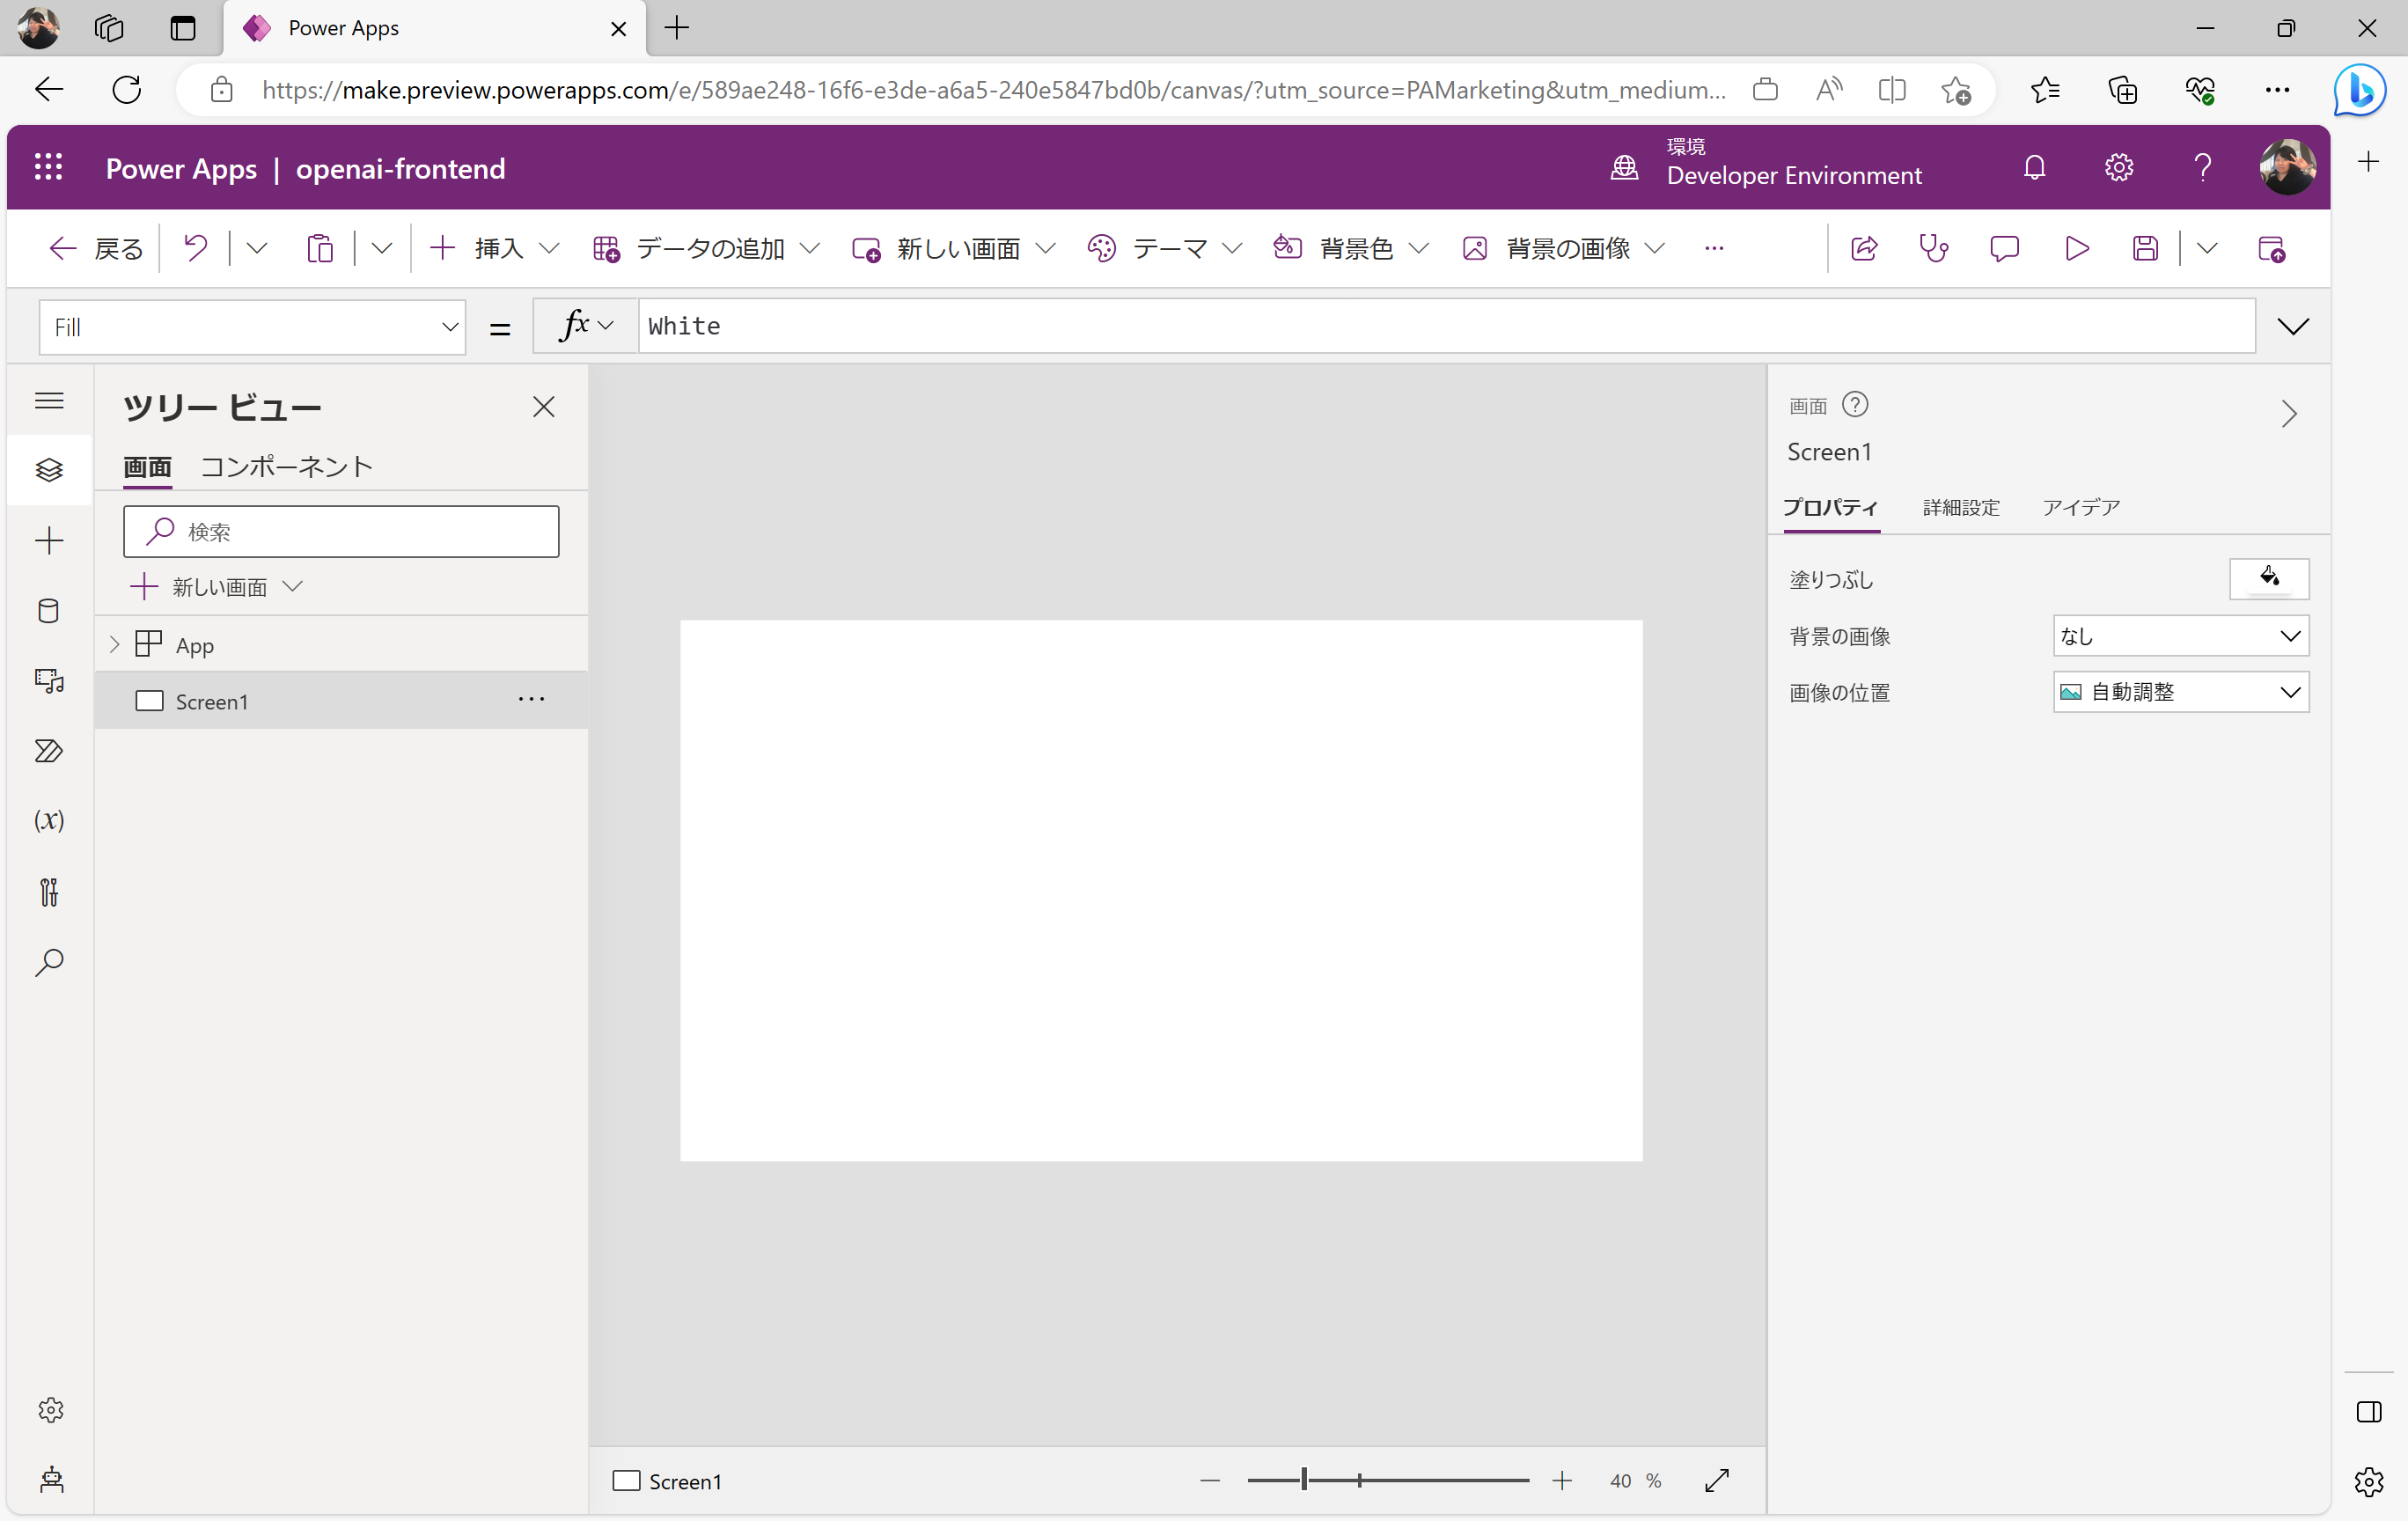 Power Apps
https://make.preview.powerapps.com/e/589ae248-16f6-e3de-a6a5-240e5847bd0b/canvas/?utm_source=PAMarketing&utm_medium...
Power Apps | openai-frontend
環境
Developer Environment
戻る
挿入
データの追加
新しい画面
テーマ
背景色
背景の画像
Fill
=
fx
White
ツリー ビュー
画面 コンポーネント
検索
新しい画面
App
Screen1
(x)
画面
Screen1
プロパティ 詳細設定 アイデア
塗りつぶし
背景の画像 なし
画像の位置 自動調整
Screen1
40 %